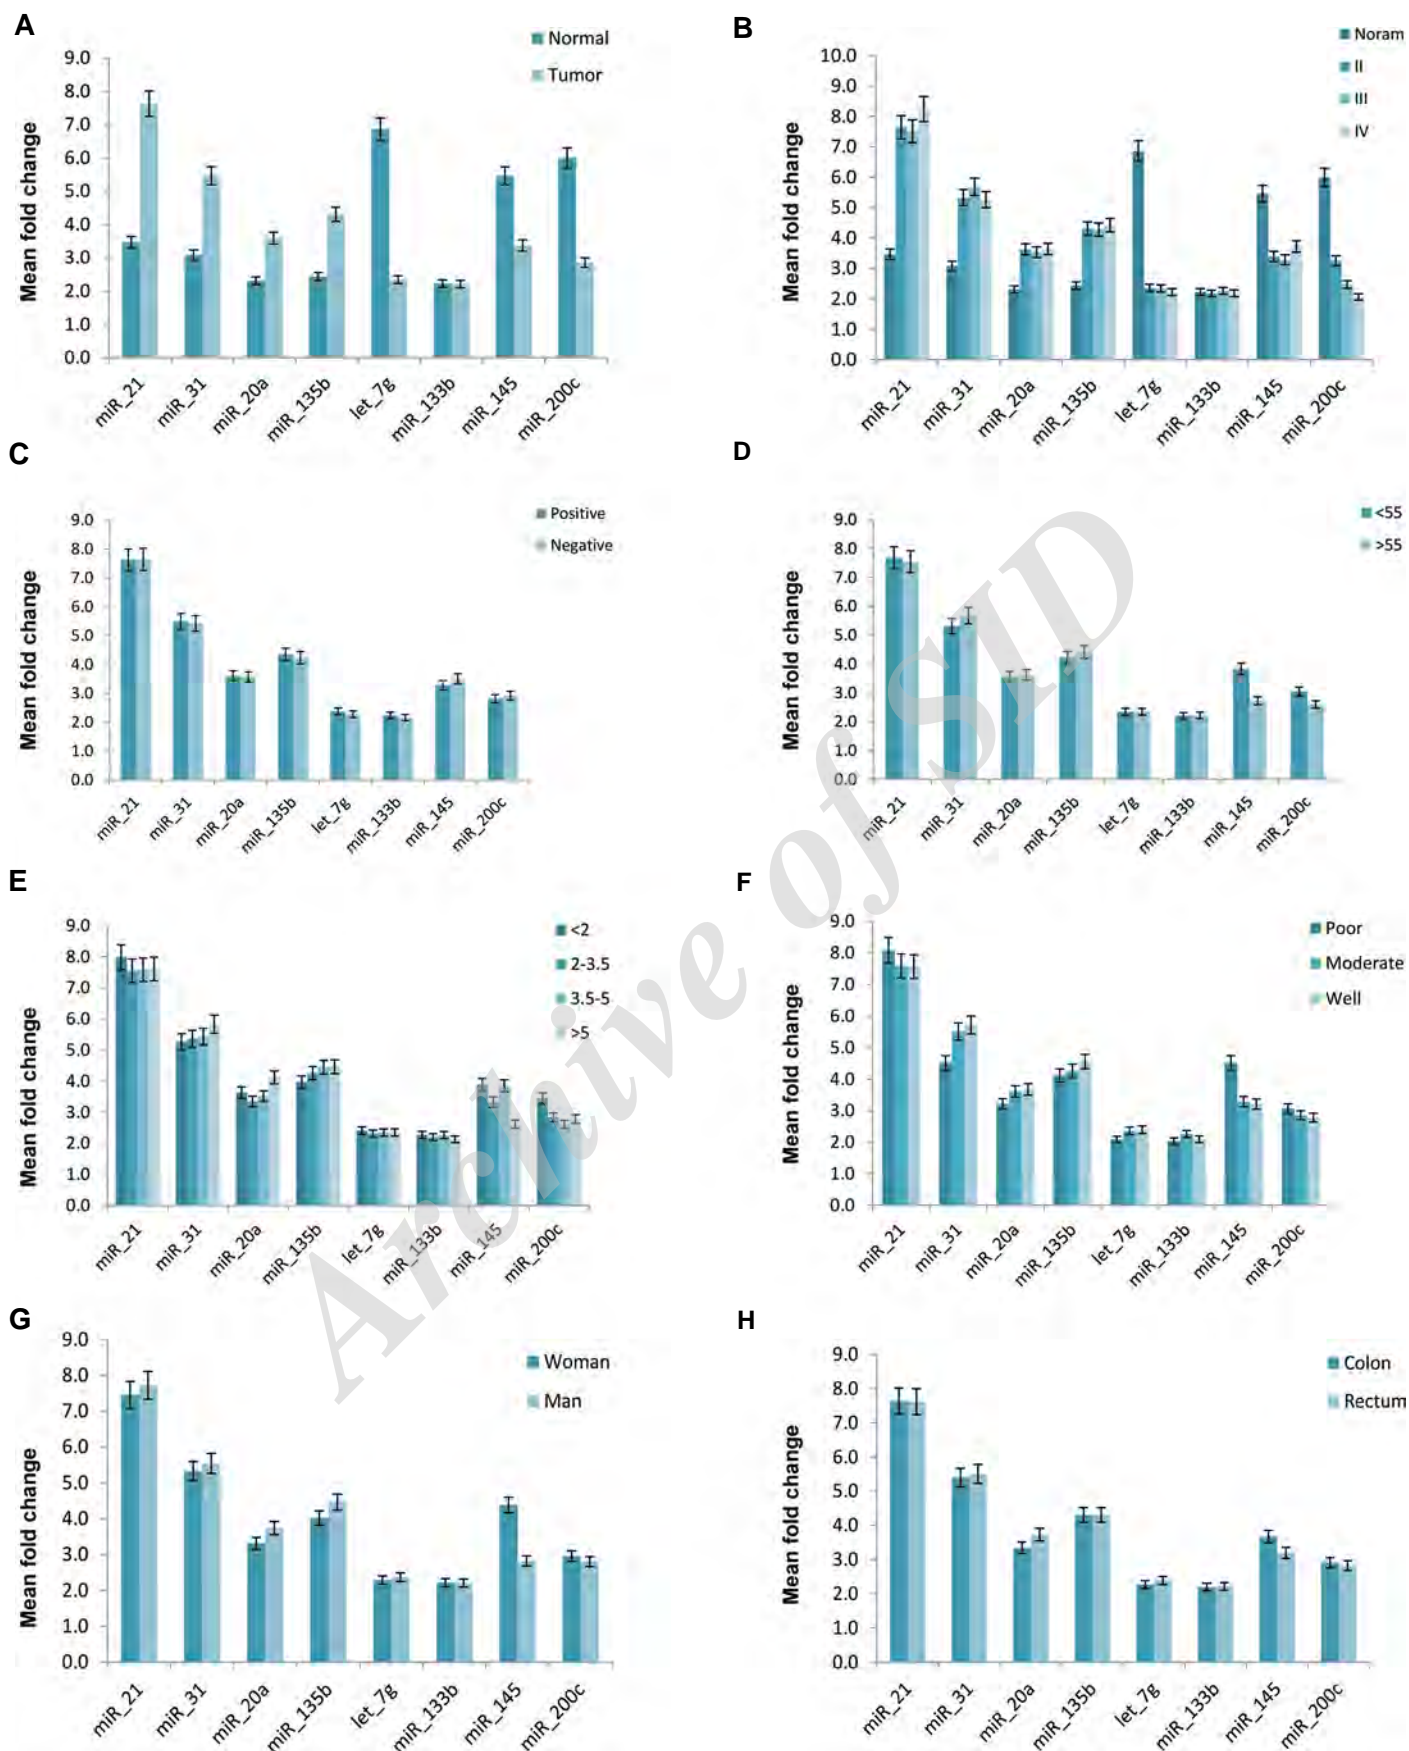 A
Normal
Tumor
Mean fold change
9.0
8.0
7.0
6.0
5.0
4.0
3.0
2.0
1.0
0.0
miR_21
miR_31
miR_20a
miR_135b
let_7g
miR_133b
miR_145
miR_200c
B
Noram
II
III
IV
Mean fold change
10.0
9.0
8.0
7.0
6.0
5.0
4.0
3.0
2.0
1.0
0.0
miR_21
miR_31
miR_20a
miR_135b
let_7g
miR_133b
miR_145
miR_200c
C
Positive
Negative
Mean fold change
9.0
8.0
7.0
6.0
5.0
4.0
3.0
2.0
1.0
0.0
miR_21
miR_31
miR_20a
miR_135b
let_7g
miR_133b
miR_145
miR_200c
D
<55
>55
Mean fold change
9.0
8.0
7.0
6.0
5.0
4.0
3.0
2.0
1.0
0.0
miR_21
miR_31
miR_20a
miR_135b
let_7g
miR_133b
miR_145
miR_200c
E
<2
2-3.5
3.5-5
>5
Mean fold change
9.0
8.0
7.0
6.0
5.0
4.0
3.0
2.0
1.0
0.0
miR_21
miR_31
miR_20a
miR_135b
let_7g
miR_133b
miR_145
miR_200c
F
Poor
Moderate
Well
Mean fold change
9.0
8.0
7.0
6.0
5.0
4.0
3.0
2.0
1.0
0.0
miR_21
miR_31
miR_20a
miR_135b
let_7g
miR_133b
miR_145
miR_200c
G
Woman
Man
Mean fold change
9.0
8.0
7.0
6.0
5.0
4.0
3.0
2.0
1.0
0.0
miR_21
miR_31
miR_20a
miR_135b
let_7g
miR_133b
miR_145
miR_200c
H
Colon
Rectum
Mean fold change
9.0
8.0
7.0
6.0
5.0
4.0
3.0
2.0
1.0
0.0
miR_21
miR_31
miR_20a
miR_135b
let_7g
miR_133b
miR_145
miR_200c
Archive of SID